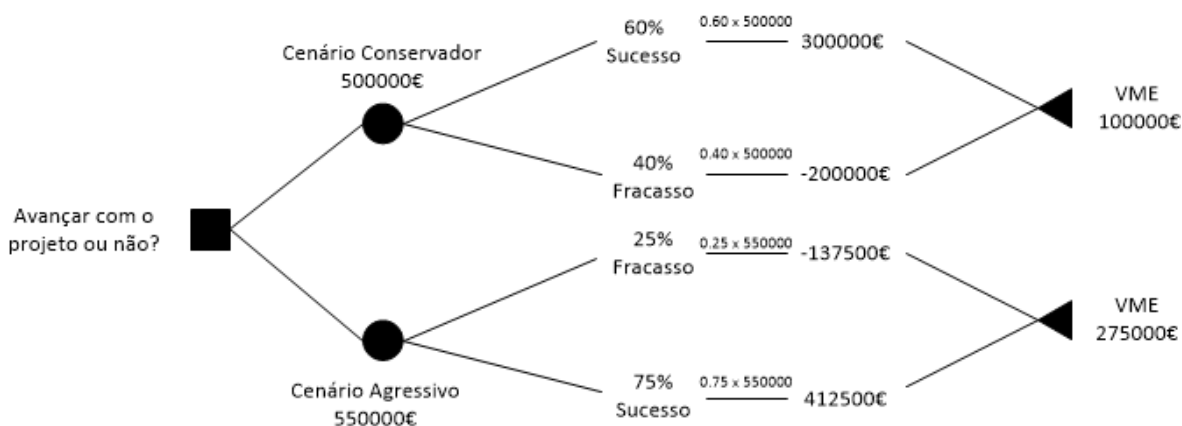 Avançar com o
projeto ou não?
Cenário Conservador
500000€
60%
Sucesso
0.60 x 500000
300000€
40%
Fracasso
0.40 x 500000
-200000€
VME
100000€
Cenário Agressivo
550000€
25%
Fracasso
0.25 x 550000
-137500€
75%
Sucesso
0.75 x 550000
412500€
VME
275000€